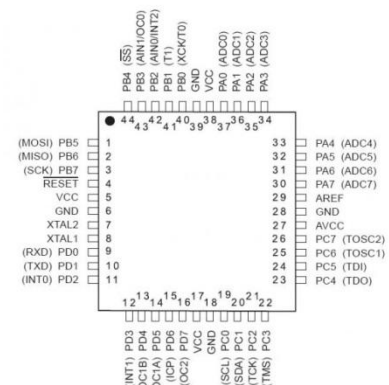 PB4 (SS)
PB3 (AIN1/OC0)
PB2 (AIN0/INT2)
PB1 (T1)
PB0 (XCK/T0)
GND
VCC
PA0 (ADC0)
PA1 (ADC1)
PA2 (ADC2)
PA3 (ADC3)
44 43 42 41 40 39 38 37 36 35 34
(MOSI) PB5 1
(MISO) PB6 2
(SCK) PB7 3
RESET 4
VCC 5
GND 6
XTAL2 7
XTAL1 8
(RXD) PD0 9
(TXD) PD1 10
(INT0) PD2 11
33 PA4 (ADC4)
32 PA5 (ADC5)
31 PA6 (ADC6)
30 PA7 (ADC7)
29 AREF
28 GND
27 AVCC
26 PC7 (TOSC2)
25 PC6 (TOSC1)
24 PC5 (TDI)
23 PC4 (TDO)
12 13 14 15 16 17 18 19 20 21 22
INT1) PD3
OC1B) PD4
OC1A) PD5
(ICP) PD6
(OC2) PD7
VCC
GND
(SCL) PC0
(SDA) PC1
(TCK) PC2
(TMS) PC3